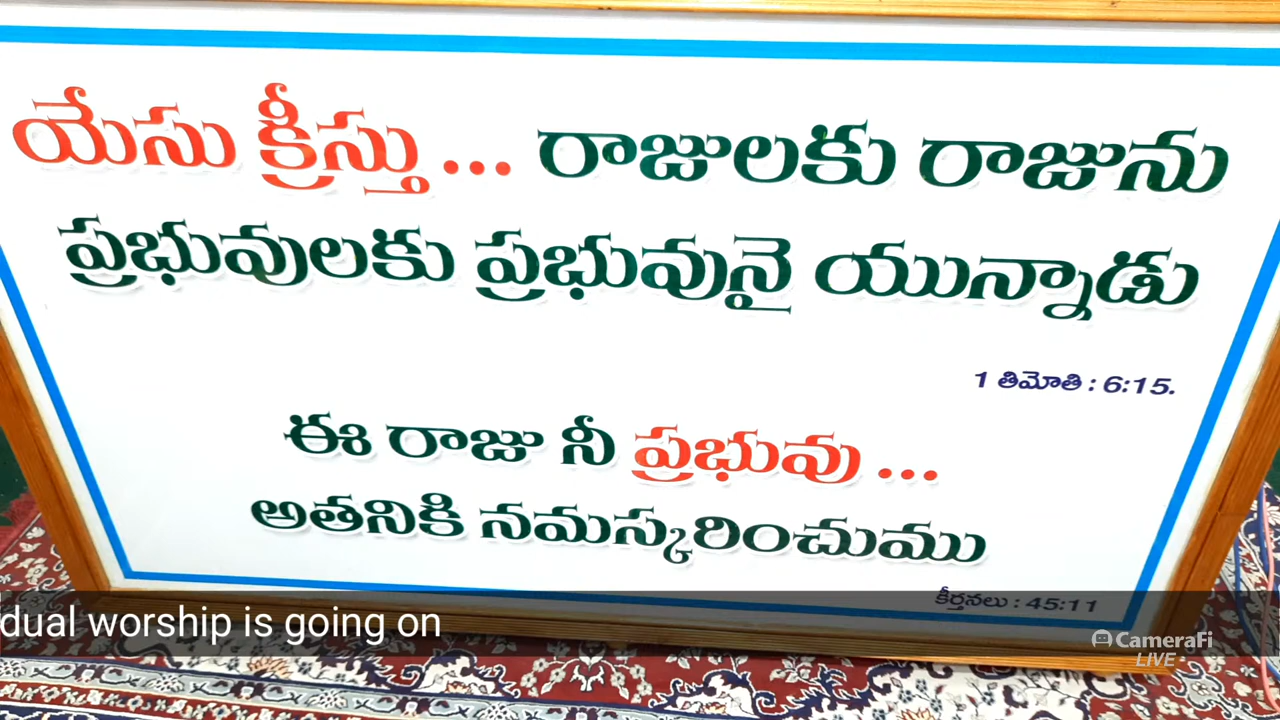 యేసు క్రీస్తు ... రాజులకు రాజును
ప్రభువులకు ప్రభువునై యున్నాడు
1 తిమోతి : 6:15.
ఈ రాజు నీ ప్రభువు ...
అతనికి నమస్కరించుము
కీర్తనలు : 45:11
dual worship is going on
CameraFi
LIVE